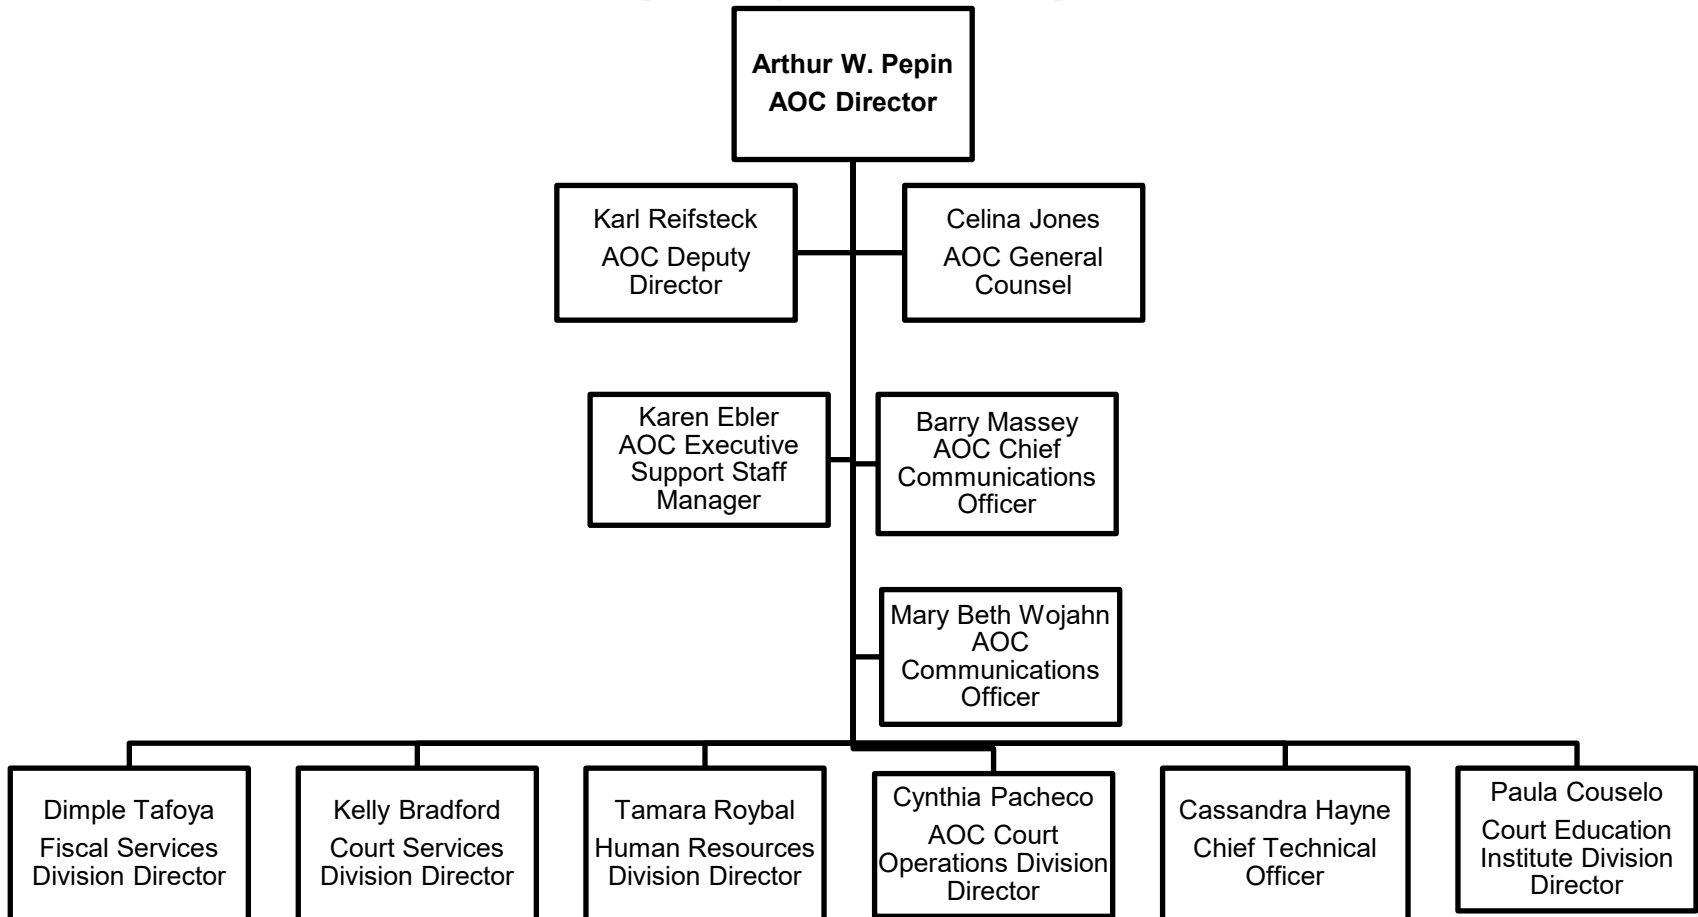 Arthur W. Pepin
AOC Director
Karl Reifsteck
AOC Deputy
Director
Celina Jones
AOC General
Counsel
Karen Ebler
AOC Executive
Support Staff
Manager
Barry Massey
AOC Chief
Communications
Officer
Mary Beth Wojahn
AOC
Communications
Officer
Dimple Tafoya
Fiscal Services
Division Director
Kelly Bradford
Court Services
Division Director
Tamara Roybal
Human Resources
Division Director
Cynthia Pacheco
AOC Court
Operations Division
Director
Cassandra Hayne
Chief Technical
Officer
Paula Couselo
Court Education
Institute Division
Director